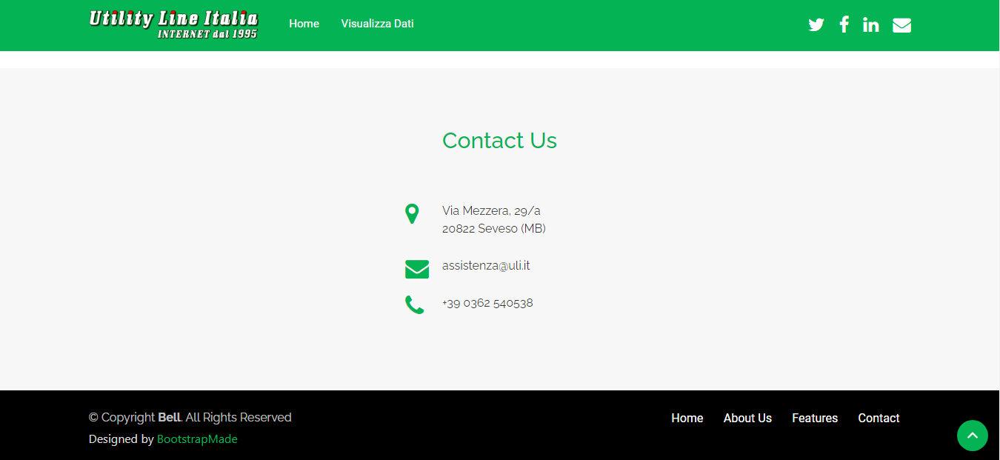 Utility Line Italia
INTERNET dal 1995
Home
Visualizza Dati
Contact Us
Via Mezzera, 29/a
20822 Seveso (MB)
assistenza@uli.it
+39 0362 540538
© Copyright Bell. All Rights Reserved
Designed by BootstrapMade
Home
About Us
Features
Contact